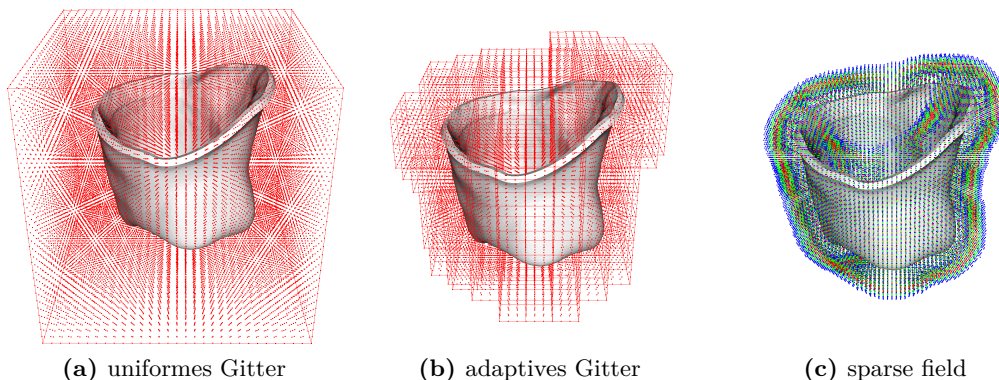 (a) uniformes Gitter
(b) adaptives Gitter
(c) sparse field